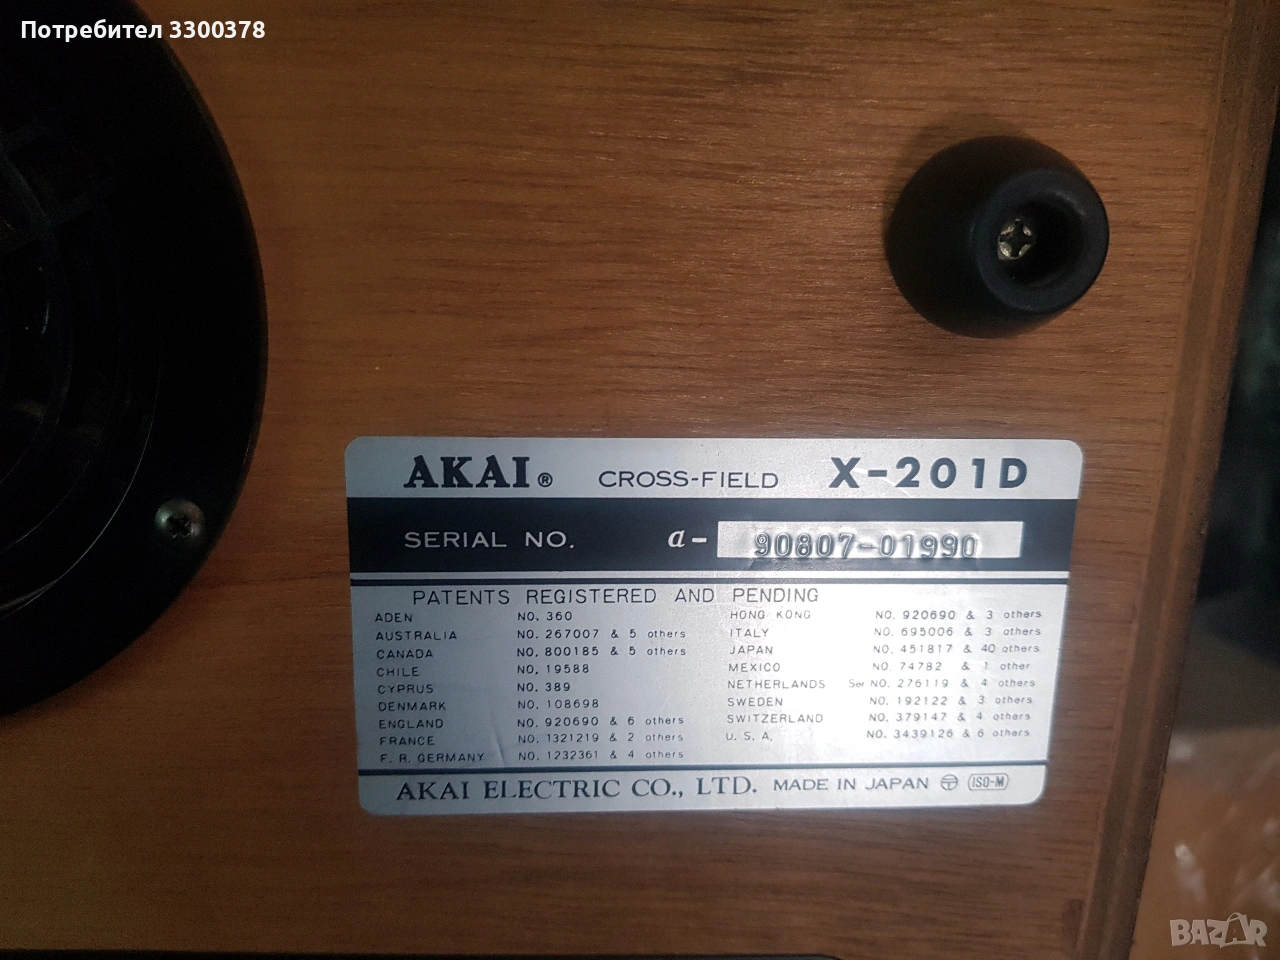 Потребител 3300378
AKAI® CROSS-FIELD X-201D
SERIAL NO. a- 90807-01990
PATENTS REGISTERED AND PENDING
ADEN NO. 360
AUSTRALIA NO. 267007 & 5 others
CANADA NO. 800185 & 5 others
CHILE NO. 19588
CYPRUS NO. 389
DENMARK NO. 108698
ENGLAND NO. 920690 & 6 others
FRANCE NO. 1321219 & 2 others
F. R. GERMANY NO. 1232361 & 4 others
HONG KONG NO. 920690 & 3 others
ITALY NO. 695006 & 3 others
JAPAN NO. 451817 & 40 others
MEXICO NO. 74782 & 1 other
NETHERLANDS Ser NO. 276119 & 4 others
SWEDEN NO. 192122 & 3 others
SWITZERLAND NO. 379147 & 4 others
U. S. A. NO. 3439126 & 6 others
AKAI ELECTRIC CO., LTD. MADE IN JAPAN ISO-M
BAZAR